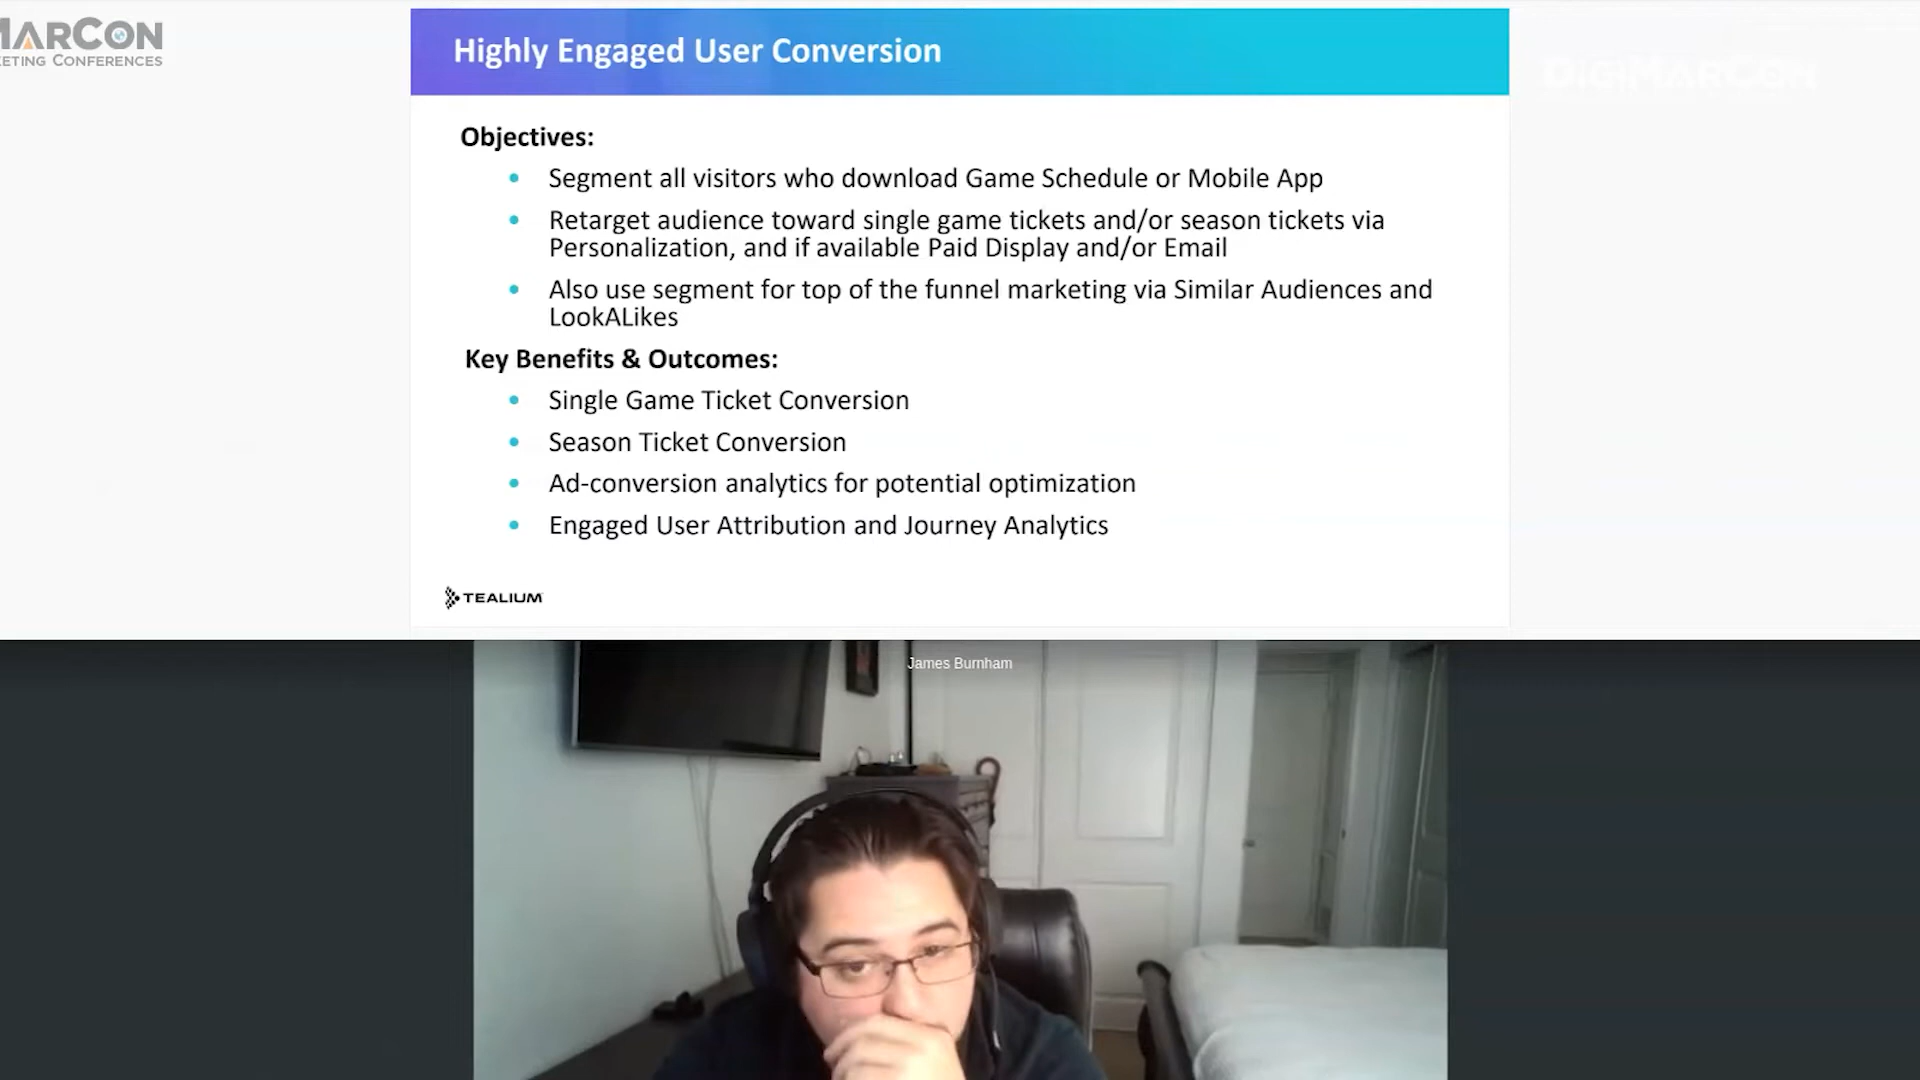 MARCON
ETING CONFERENCES
Highly Engaged User Conversion
DIGIMARCON
Objectives:
• Segment all visitors who download Game Schedule or Mobile App
• Retarget audience toward single game tickets and/or season tickets via
Personalization, and if available Paid Display and/or Email
• Also use segment for top of the funnel marketing via Similar Audiences and
LookALikes
Key Benefits & Outcomes:
• Single Game Ticket Conversion
• Season Ticket Conversion
• Ad-conversion analytics for potential optimization
• Engaged User Attribution and Journey Analytics
TEALIUM
James Burnham